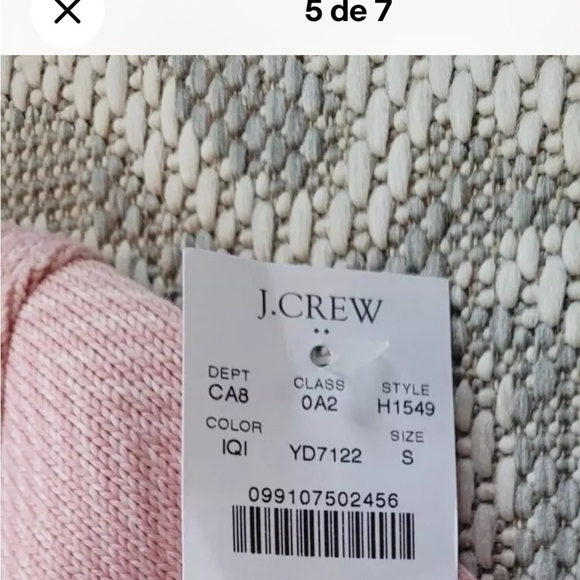 5 de 7
J.CREW
DEPT CLASS STYLE
CA8 0A2 H1549
COLOR SIZE
IQI YD7122 S
099107502456